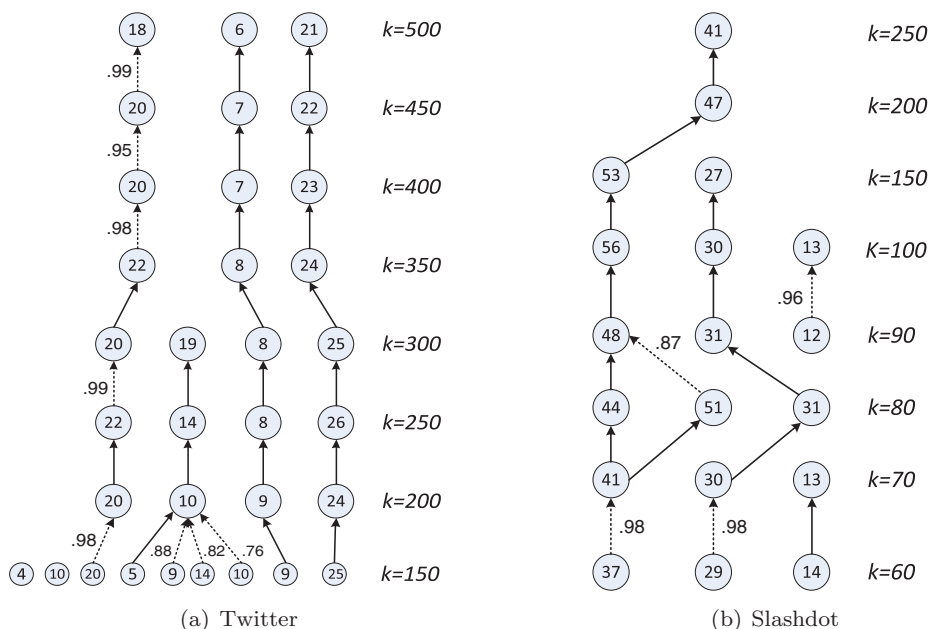 18 6 21 k=500
.99
20 7 22 k=450
.95
20 7 23 k=400
.98
22 8 24 k=350
20 19 8 25 k=300
.99
22 14 8 26 k=250
20 10 9 24 k=200
.98 .88 .82 .76
4 10 20 5 9 14 10 9 25 k=150
(a) Twitter
41 k=250
47 k=200
53 27 k=150
56 30 13 K=100
.96
48 31 12 k=90
.87
44 51 31 k=80
41 30 13 k=70
.98 .98
37 29 14 k=60
(b) Slashdot